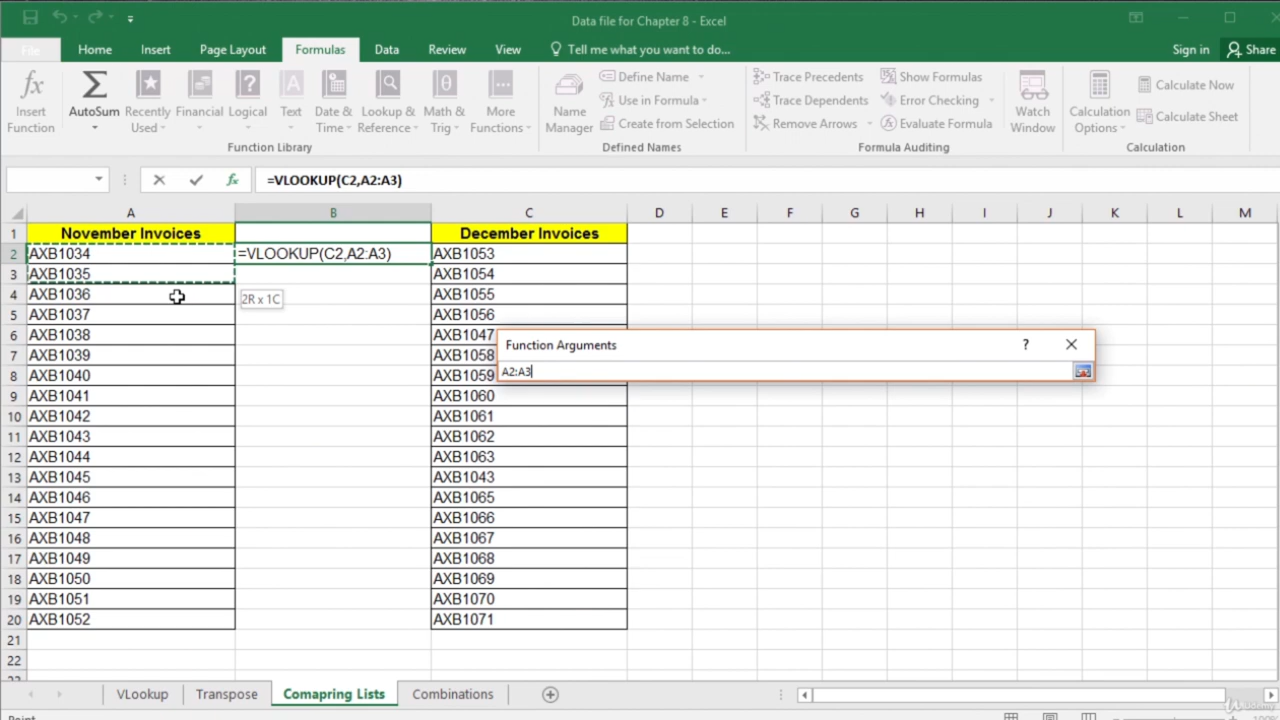 Data file for Chapter 8 - Excel
File Home Insert Page Layout Formulas Data Review View Tell me what you want to do... Sign in Share
fx Insert Function
Σ AutoSum
Recently Used
Financial
Logical
Text
Date & Time
Lookup & Reference
Math & Trig
More Functions
Function Library
Name Manager
Define Name
Use in Formula
Create from Selection
Defined Names
Trace Precedents
Trace Dependents
Remove Arrows
Show Formulas
Error Checking
Evaluate Formula
Formula Auditing
Watch Window
Calculation Options
Calculate Now
Calculate Sheet
Calculation
fx =VLOOKUP(C2,A2:A3)
A B C D E F G H I J K L M
1 November Invoices December Invoices
2 AXB1034 =VLOOKUP(C2,A2:A3) AXB1053
3 AXB1035 AXB1054
4 AXB1036 2R x 1C AXB1055
5 AXB1037 AXB1056
6 AXB1038 AXB1047
7 AXB1039 AXB1058
8 AXB1040 AXB1059
9 AXB1041 AXB1060
10 AXB1042 AXB1061
11 AXB1043 AXB1062
12 AXB1044 AXB1063
13 AXB1045 AXB1043
14 AXB1046 AXB1065
15 AXB1047 AXB1066
16 AXB1048 AXB1067
17 AXB1049 AXB1068
18 AXB1050 AXB1069
19 AXB1051 AXB1070
20 AXB1052 AXB1071
21
22
Function Arguments ?
A2:A3
VLookup Transpose Comapring Lists Combinations
Udemy
Point